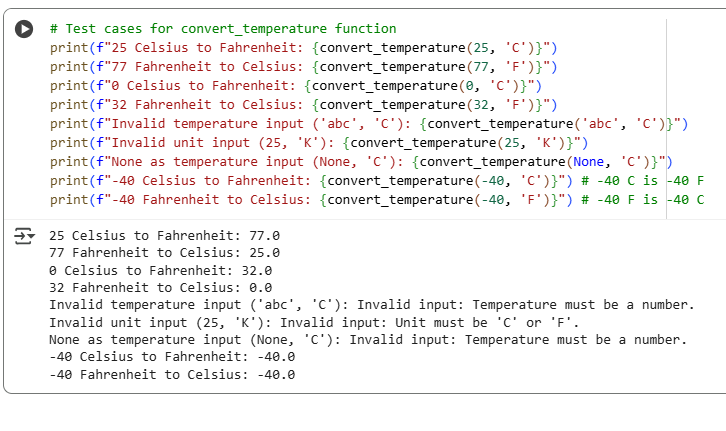 # Test cases for convert_temperature function
print(f"25 Celsius to Fahrenheit: {convert_temperature(25, 'C')}")
print(f"77 Fahrenheit to Celsius: {convert_temperature(77, 'F')}")
print(f"0 Celsius to Fahrenheit: {convert_temperature(0, 'C')}")
print(f"32 Fahrenheit to Celsius: {convert_temperature(32, 'F')}")
print(f"Invalid temperature input ('abc', 'C'): {convert_temperature('abc', 'C')}")
print(f"Invalid unit input (25, 'K'): {convert_temperature(25, 'K')}")
print(f"None as temperature input (None, 'C'): {convert_temperature(None, 'C')}")
print(f"-40 Celsius to Fahrenheit: {convert_temperature(-40, 'C')}") # -40 C is -40 F
print(f"-40 Fahrenheit to Celsius: {convert_temperature(-40, 'F')}") # -40 F is -40 C
25 Celsius to Fahrenheit: 77.0
77 Fahrenheit to Celsius: 25.0
0 Celsius to Fahrenheit: 32.0
32 Fahrenheit to Celsius: 0.0
Invalid temperature input ('abc', 'C'): Invalid input: Temperature must be a number.
Invalid unit input (25, 'K'): Invalid input: Unit must be 'C' or 'F'.
None as temperature input (None, 'C'): Invalid input: Temperature must be a number.
-40 Celsius to Fahrenheit: -40.0
-40 Fahrenheit to Celsius: -40.0